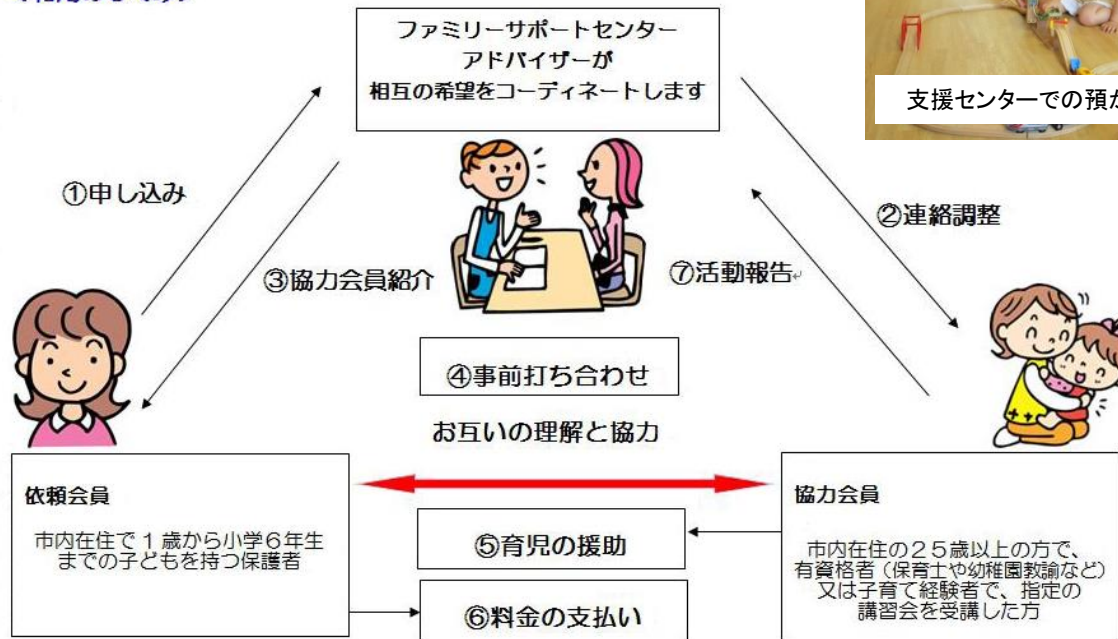 ファミリーサポートセンター
アドバイザーが
相互の希望をコーディネートします
支援センターでの預か
①申し込み
②連絡調整
③協力会員紹介
⑦活動報告
④事前打ち合わせ
お互いの理解と協力
依頼会員
市内在住で1歳から小学6年生
までの子どもを持つ保護者
⑤育児の援助
⑥料金の支払い
協力会員
市内在住の25歳以上の方で、
有資格者(保育士や幼稚園教諭など)
又は子育て経験者で、指定の
講習会を受講した方